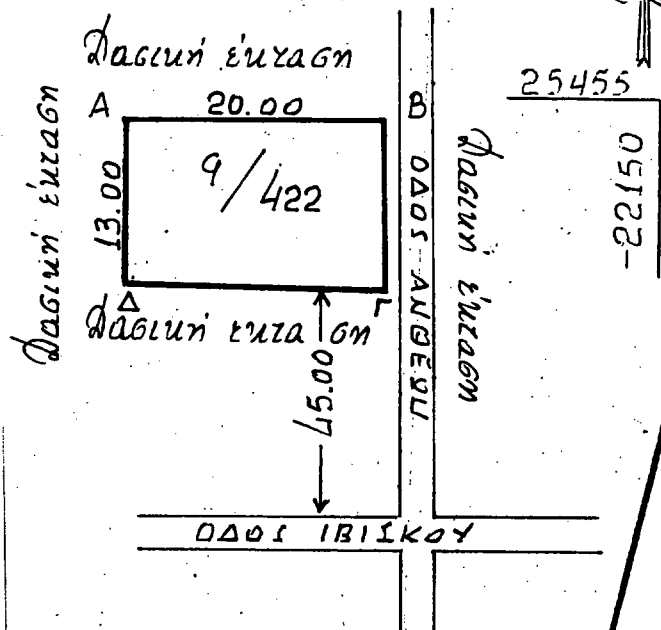 Δασική έκταση
25455
Α 20.00 Β
Δασική έκταση
13.00
9/422
ΟΔΟΣ ΑΝΘΕΩΝ
Δασική έκταση
-22150
Δ Γ
Δασική εκταση
45.00
ΟΔΟΣ ΙΒΙΣΚΟΥ